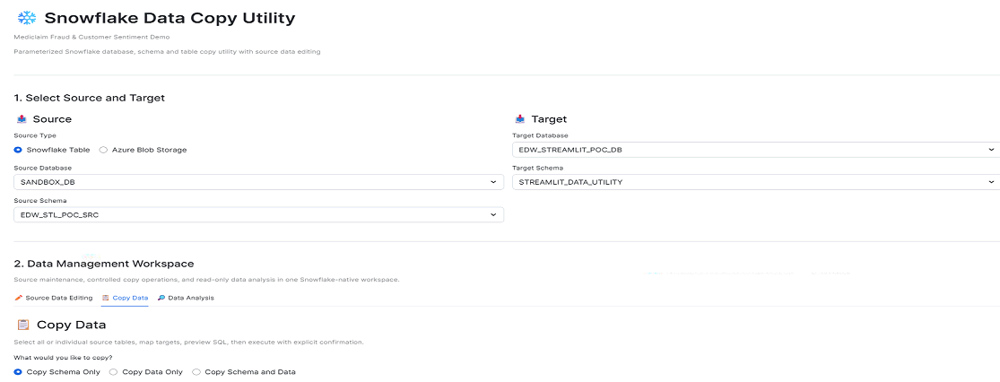 Snowflake Data Copy Utility
Mediclaim Fraud & Customer Sentiment Demo
Parameterized Snowflake database, schema and table copy utility with source data editing
1. Select Source and Target
Source
Source Type
Snowflake Table Azure Blob Storage
Source Database
SANDBOX_DB
Source Schema
EDW_STL_POC_SRC
Target
Target Database
EDW_STREAMLIT_POC_DB
Target Schema
STREAMLIT_DATA_UTILITY
2. Data Management Workspace
Source maintenance, controlled copy operations, and read-only data analysis in one Snowflake-native workspace.
Source Data Editing Copy Data Data Analysis
Copy Data
Select all or individual source tables, map targets, preview SQL, then execute with explicit confirmation.
What would you like to copy?
Copy Schema Only Copy Data Only Copy Schema and Data